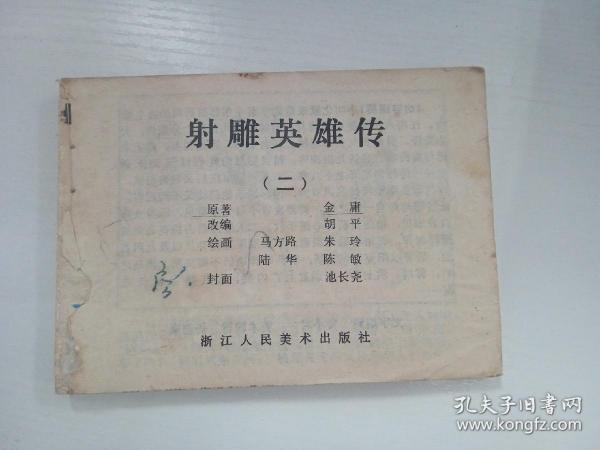 射雕英雄传
（二）
原著 金庸
改编 胡平
绘画 马方路 朱玲
陆华 陈敏
封面 池长尧
浙江人民美术出版社
孔夫子旧书网
www.kongfz.com